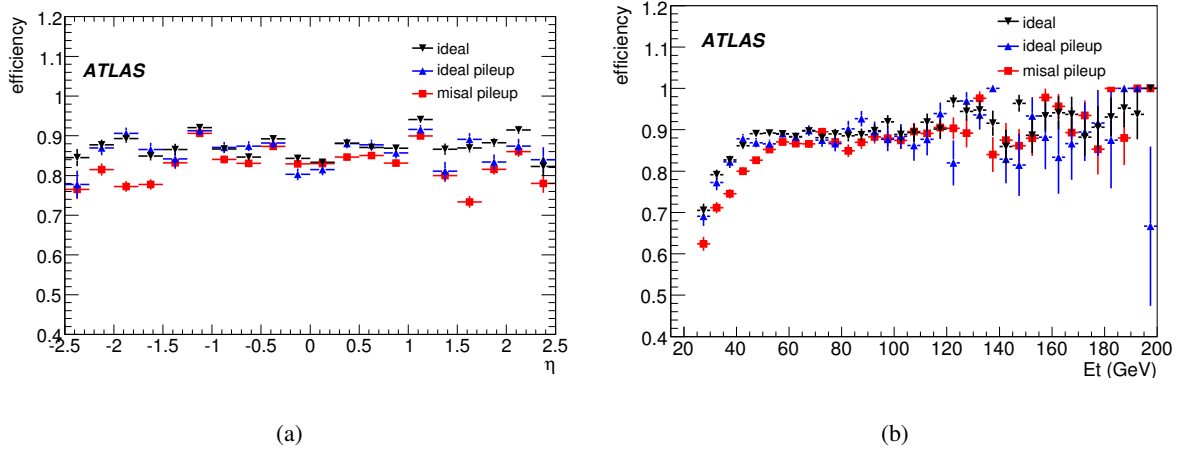 efficiency
1.2
1.1
1
0.9
0.8
0.7
0.6
0.5
0.4
ATLAS
ideal
ideal pileup
misal pileup
-2.5 -2 -1.5 -1 -0.5 0 0.5 1 1.5 2 2.5
η
(a)
efficiency
1.2
1.1
1
0.9
0.8
0.7
0.6
0.5
0.4
ATLAS
ideal
ideal pileup
misal pileup
20 40 60 80 100 120 140 160 180 200
Et (GeV)
(b)